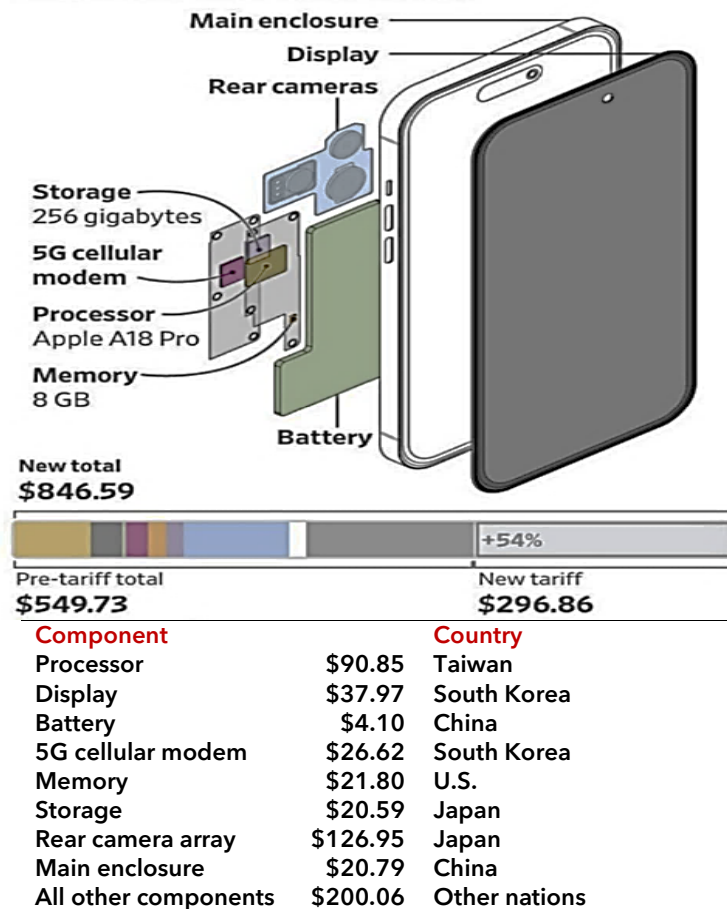 Main enclosure
Display
Rear cameras
Storage
256 gigabytes
5G cellular
modem
Processor
Apple A18 Pro
Memory
8 GB
Battery
New total
$846.59
+54%
Pre-tariff total
$549.73
New tariff
$296.86
Component Country
Processor $90.85 Taiwan
Display $37.97 South Korea
Battery $4.10 China
5G cellular modem $26.62 South Korea
Memory $21.80 U.S.
Storage $20.59 Japan
Rear camera array $126.95 Japan
Main enclosure $20.79 China
All other components $200.06 Other nations